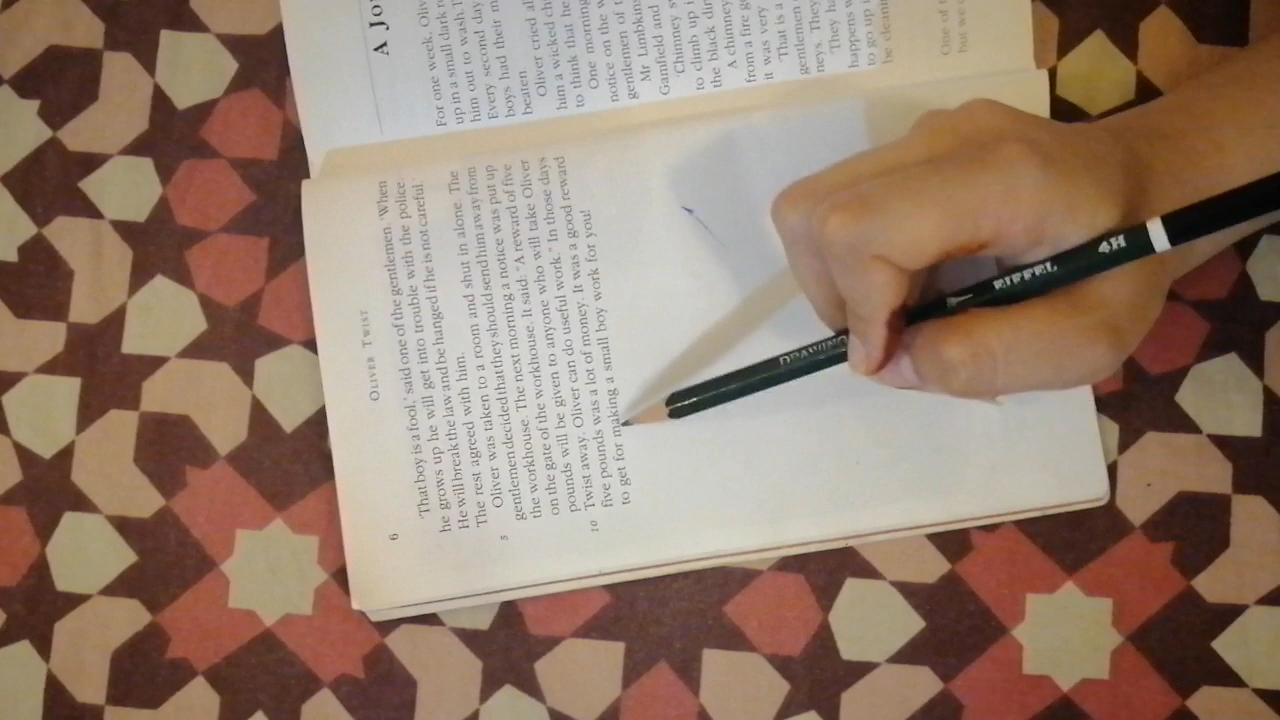 OLIVER TWIST
6
'That boy is a fool,' said one of the gentlemen. 'When
he grows up he will get into trouble with the police.
He will break the law and be hanged if he is not careful.'
The rest agreed with him.
Oliver was taken to a room and shut in alone. The
5 gentlemen decided that they should send him away from
the workhouse. The next morning a notice was put up
on the gate of the workhouse. It said: "A reward of five
pounds will be given to anyone who will take Oliver
Twist away. Oliver can do useful work." In those days
10 five pounds was a lot of money. It was a good reward
to get for making a small boy work for you!
A Jo
For one week, Oliv
up in a small dark
him out to wash. T
Every second day
boys had their m
beaten
Oliver cried al
him a wicked ch
to think that he
One morning
notice on the w
gentlemen of t
Mr Limbkins
Gamfield and
'Chimney s
to climb up i
the black di
A chimney
from a fire
it was very
'That is a
gentlemen
neys. They
'They ha
happens w
to go up i
be cleani
One of t
but we
DRAWING
EIFFEL
4H